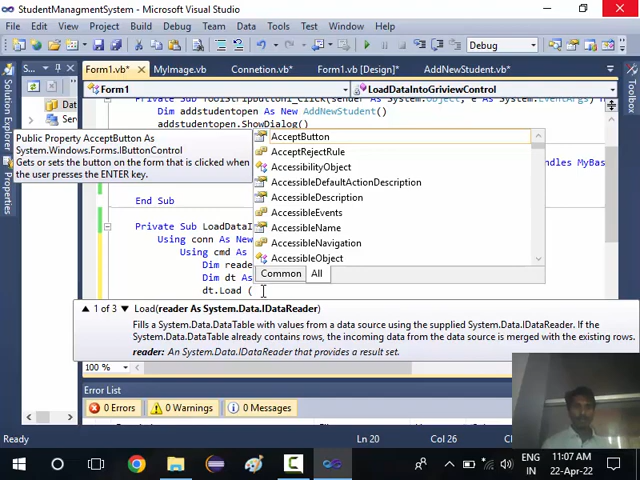 StudentManagmentSystem - Microsoft Visual Studio
File Edit View Project Build Debug Team Data Tools
Test Window Help
Debug
S...
Form1.vb*
MyImage.vb
Connetion.vb*
Form1.vb [Design]*
AddNewStudent.vb*
Form1
LoadDataIntoGriviewControl
Solution Explorer
Properties
Toolbox
Dat
Dim addstudentopen As New AddNewStudent()
addstudentopen.ShowDialog()
Public Property AcceptButton As
System.Windows.Forms.IButtonControl
Gets or sets the button on the form that is clicked when
the user presses the ENTER key.
Handles MyBas
AcceptButton
AcceptRejectRule
AccessibilityObject
AccessibleDefaultActionDescription
AccessibleDescription
AccessibleEvents
AccessibleName
AccessibleNavigation
AccessibleObject
Common All
End Sub
Private Sub LoadDataI
Using conn As New
Using cmd As
Dim reade
Dim dt As
dt.Load (
1 of 3 Load(reader As System.Data.IDataReader)
Fills a System.Data.DataTable with values from a data source using the supplied System.Data.IDataReader. If the
System.Data.DataTable already contains rows, the incoming data from the data source is merged with the existing rows.
reader: An System.Data.IDataReader that provides a result set.
100 %
Error List
0 Errors
0 Warnings
0 Messages
Ready
Ln 20
Col 26
ENG
IN
11:07 AM
22-Apr-22